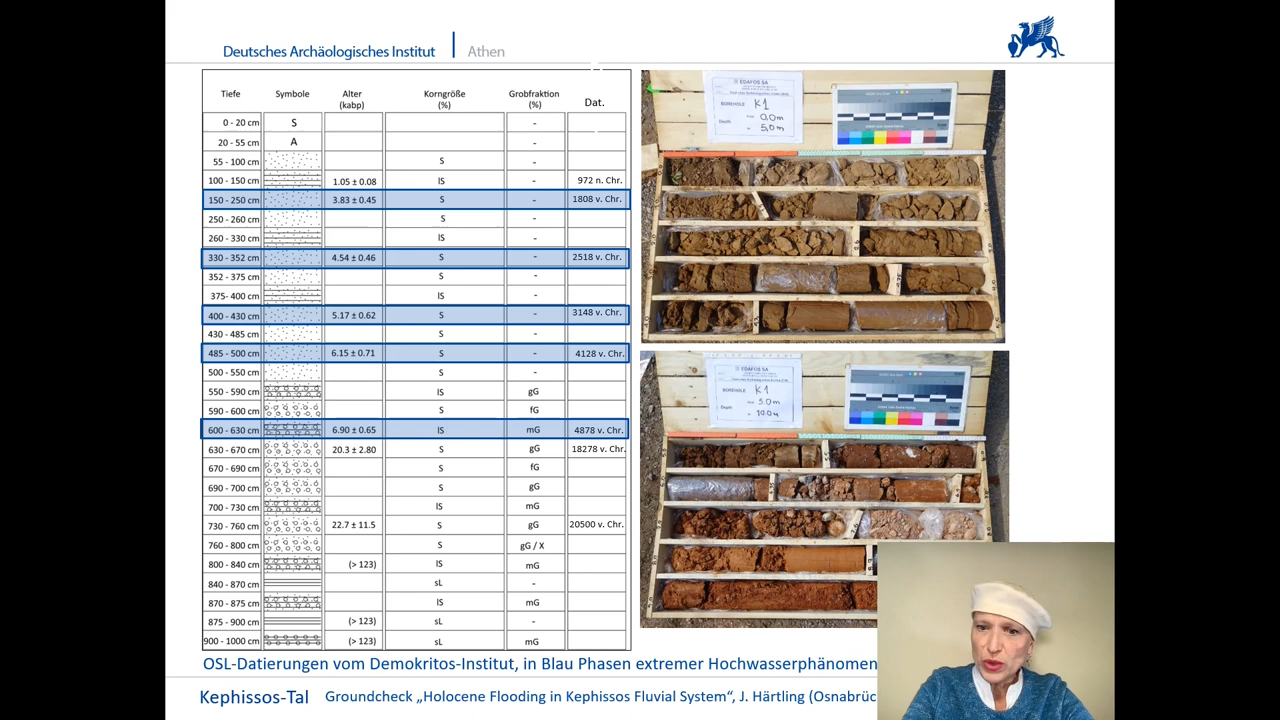 Deutsches Archäologisches Institut | Athen
Tiefe Symbole Alter (kabp) Korngröße (%) Grobfraktion (%) Dat.
0 - 20 cm S -
20 - 55 cm A -
55 - 100 cm S -
100 - 150 cm 1.05 ± 0.08 lS - 972 n. Chr.
150 - 250 cm 3.83 ± 0.45 S - 1808 v. Chr.
250 - 260 cm S -
260 - 330 cm lS -
330 - 352 cm 4.54 ± 0.46 S - 2518 v. Chr.
352 - 375 cm S -
375- 400 cm lS -
400 - 430 cm 5.17 ± 0.62 S - 3148 v. Chr.
430 - 485 cm S -
485 - 500 cm 6.15 ± 0.71 S - 4128 v. Chr.
500 - 550 cm S -
550 - 590 cm lS gG
590 - 600 cm S fG
600 - 630 cm 6.90 ± 0.65 lS mG 4878 v. Chr.
630 - 670 cm 20.3 ± 2.80 S gG 18278 v. Chr.
670 - 690 cm S fG
690 - 700 cm S gG
700 - 730 cm lS mG
730 - 760 cm 22.7 ± 11.5 S gG 20500 v. Chr.
760 - 800 cm S gG / X
800 - 840 cm (> 123) lS mG
840 - 870 cm sL -
870 - 875 cm lS mG
875 - 900 cm (> 123) sL -
900 - 1000 cm (> 123) sL mG
EDAFOS SA
BOREHOLE K1
Depth 0.0m
5.0m
EDAFOS SA
BOREHOLE K1
Depth 5.0m
10.0m
OSL-Datierungen vom Demokritos-Institut, in Blau Phasen extremer Hochwasserphänomen
Kephissos-Tal Groundcheck „Holocene Flooding in Kephissos Fluvial System“, J. Härtling (Osnabrüc